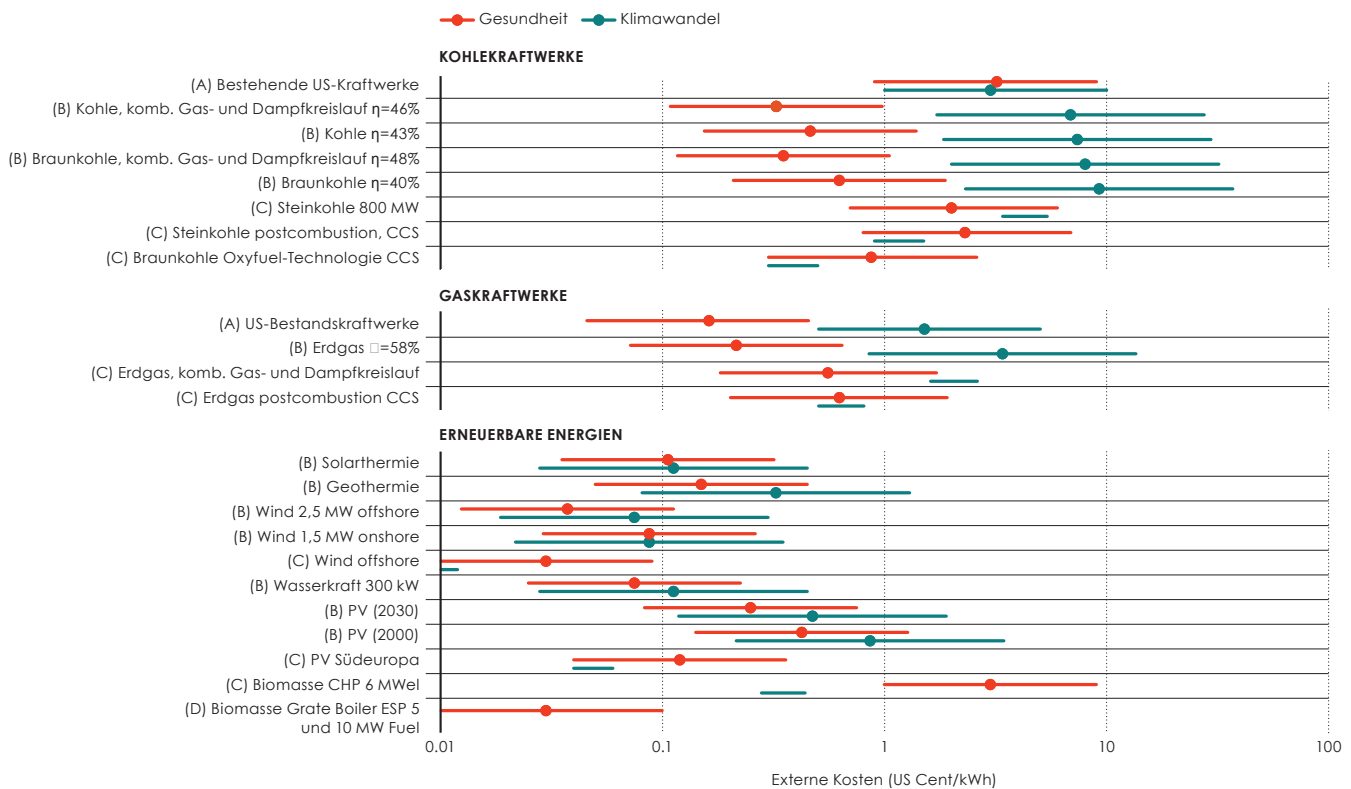 Gesundheit Klimawandel
KOHLEKRAFTWERKE
(A) Bestehende US-Kraftwerke
(B) Kohle, komb. Gas- und Dampfkreislauf η=46%
(B) Kohle η=43%
(B) Braunkohle, komb. Gas- und Dampfkreislauf η=48%
(B) Braunkohle η=40%
(C) Steinkohle 800 MW
(C) Steinkohle postcombustion, CCS
(C) Braunkohle Oxyfuel-Technologie CCS
GASKRAFTWERKE
(A) US-Bestandskraftwerke
(B) Erdgas □=58%
(C) Erdgas, komb. Gas- und Dampfkreislauf
(C) Erdgas postcombustion CCS
ERNEUERBARE ENERGIEN
(B) Solarthermie
(B) Geothermie
(B) Wind 2,5 MW offshore
(B) Wind 1,5 MW onshore
(C) Wind offshore
(B) Wasserkraft 300 kW
(B) PV (2030)
(B) PV (2000)
(C) PV Südeuropa
(C) Biomasse CHP 6 MWel
(D) Biomasse Grate Boiler ESP 5
und 10 MW Fuel
0.01 0.1 1 10 100
Externe Kosten (US Cent/kWh)